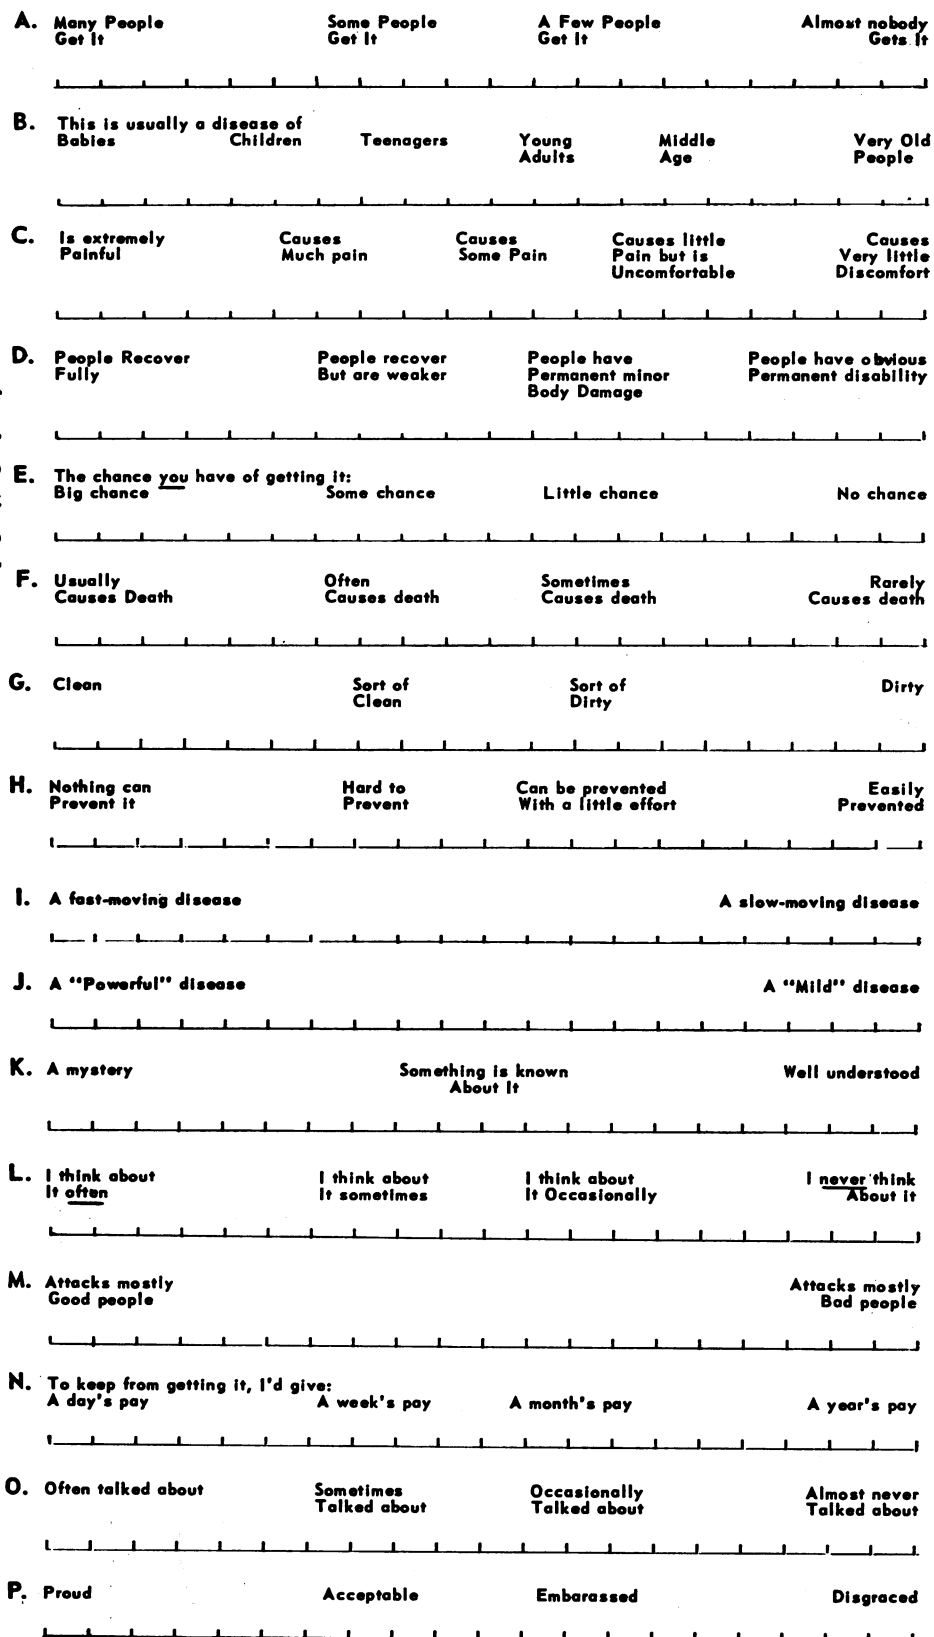 A. Many People Some People A Few People Almost nobody
Get It Get It Get It Gets It
B. This is usually a disease of
Babies Children Teenagers Young Middle Very Old
Adults Age People
C. Is extremely Causes Causes Causes little Causes
Painful Much pain Some Pain Pain but is Very little
Uncomfortable Discomfort
D. People Recover People recover People have People have obvious
Fully But are weaker Permanent minor Permanent disability
Body Damage
E. The chance you have of getting it:
Big chance Some chance Little chance No chance
F. Usually Often Sometimes Rarely
Causes Death Causes death Causes death Causes death
G. Clean Sort of Sort of Dirty
Clean Dirty
H. Nothing can Hard to Can be prevented Easily
Prevent it Prevent With a little effort Prevented
I. A fast-moving disease A slow-moving disease
J. A "Powerful" disease A "Mild" disease
K. A mystery Something is known Well understood
About It
L. I think about I think about I think about I never think
It often It sometimes It Occasionally About it
M. Attacks mostly Attacks mostly
Good people Bad people
N. To keep from getting it, I'd give:
A day's pay A week's pay A month's pay A year's pay
O. Often talked about Sometimes Occasionally Almost never
Talked about Talked about Talked about
P. Proud Acceptable Embarassed Disgraced